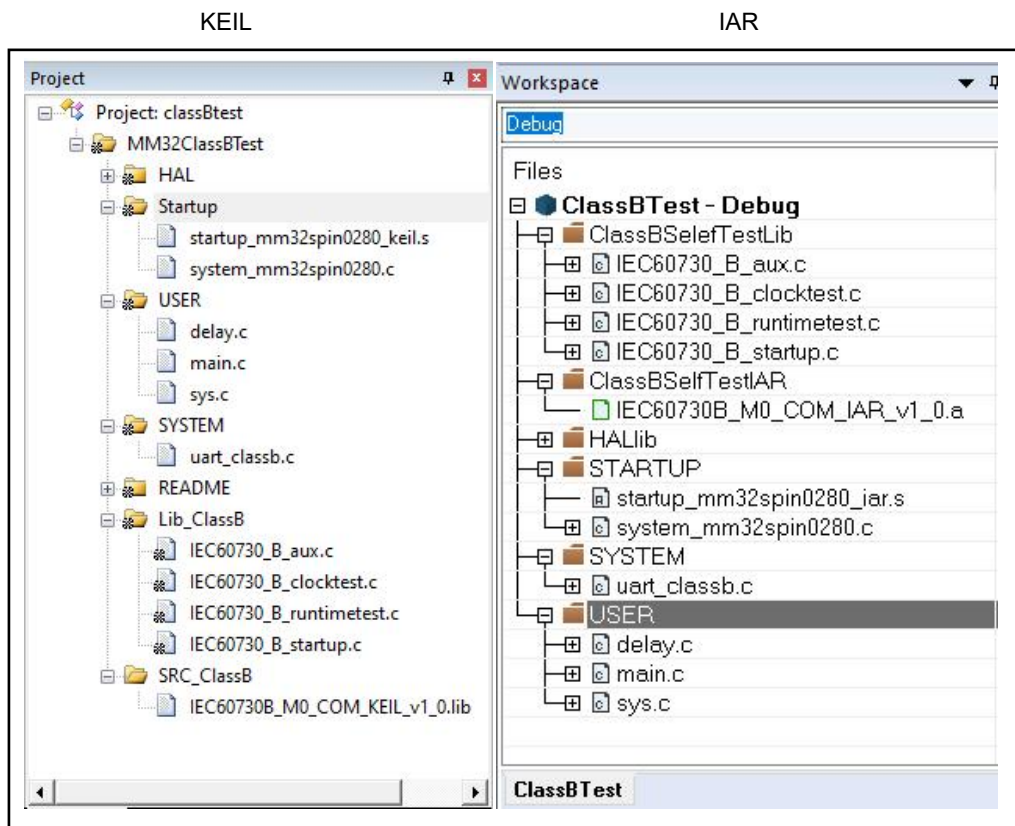 KEIL
IAR
Project
Project: classBtest
MM32ClassBTest
HAL
Startup
startup_mm32spin0280_keil.s
system_mm32spin0280.c
USER
delay.c
main.c
sys.c
SYSTEM
uart_classb.c
README
Lib_ClassB
IEC60730_B_aux.c
IEC60730_B_clocktest.c
IEC60730_B_runtimetest.c
IEC60730_B_startup.c
SRC_ClassB
IEC60730B_M0_COM_KEIL_v1_0.lib
Workspace
Debug
Files
ClassBTest - Debug
ClassBSelefTestLib
IEC60730_B_aux.c
IEC60730_B_clocktest.c
IEC60730_B_runtimetest.c
IEC60730_B_startup.c
ClassBSelfTestIAR
IEC60730B_M0_COM_IAR_v1_0.a
HALlib
STARTUP
startup_mm32spin0280_iar.s
system_mm32spin0280.c
SYSTEM
uart_classb.c
USER
delay.c
main.c
sys.c
ClassBTest